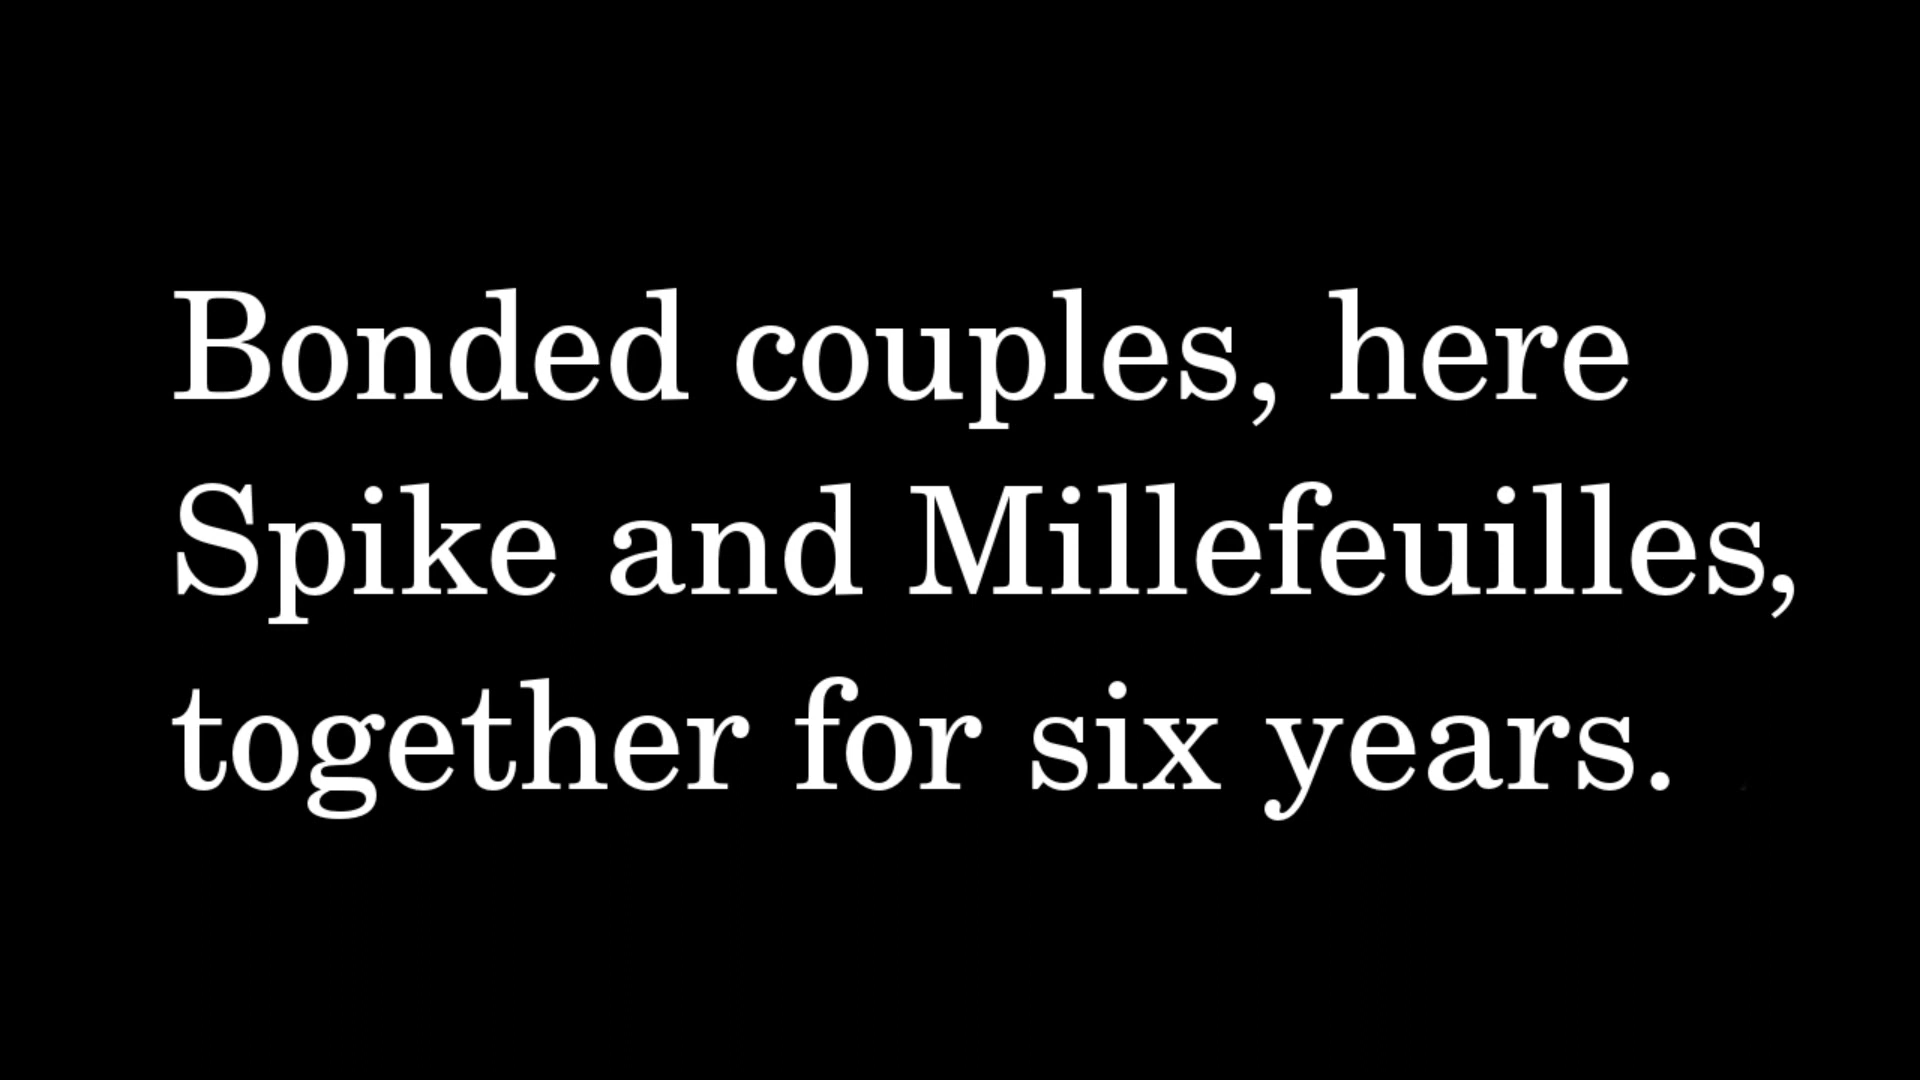 Bonded couples, here
Spike and Millefeuilles,
together for six years.